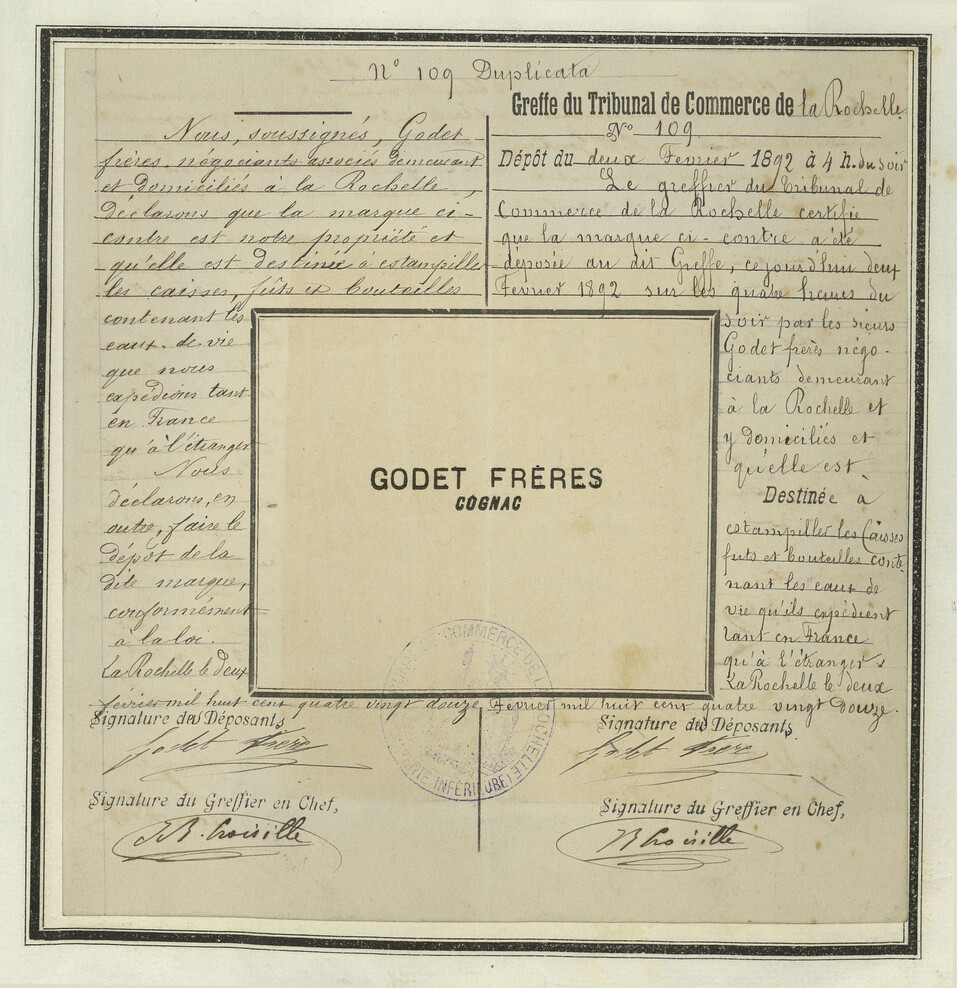 N° 109 Duplicata
Nous, soussignés, Godet
frères, négociants associés demeurant
et domiciliés à la Rochelle,
déclarons que la marque ci-
contre est notre propriété et
qu'elle est destinée à estampiller
les caisses, fûts et bouteilles
contenant les
eaux-de-vie
que nous
expédions tant
en France
qu'à l'étranger
Nous
déclarons, en
outre, faire le
dépôt de la
dite marque,
conformément
à la loi.
La Rochelle le deux
février mil huit cent quatre vingt douze
Signature des Déposants
Godet Frères
Signature du Greffier en Chef,
Greffe du Tribunal de Commerce de la Rochelle
N° 109
Dépôt du deux Février 1892 à 4 h. du soir
Le greffier du Tribunal de
Commerce de la Rochelle certifie
que la marque ci-contre a été
déposée au dit Greffe, cejourd'hui deux
Février 1892 sur les quatre heures du
soir par les sieurs
Godet frères négo-
ciants demeurant
à la Rochelle et
y domiciliés et
qu'elle est
Destinée à
estampiller les Caisses
futs et bouteilles conte-
nant les eaux de
vie qu'ils expédient
tant en France
qu'à l'étranger
La Rochelle le deux
Février mil huit cent quatre vingt douze.
Signature du Déposants
Godet Frères
Signature du Greffier en Chef,
GODET FRÈRES
COGNAC
COMMERCE DE LA ROCHELLE
INFÉRIEURE